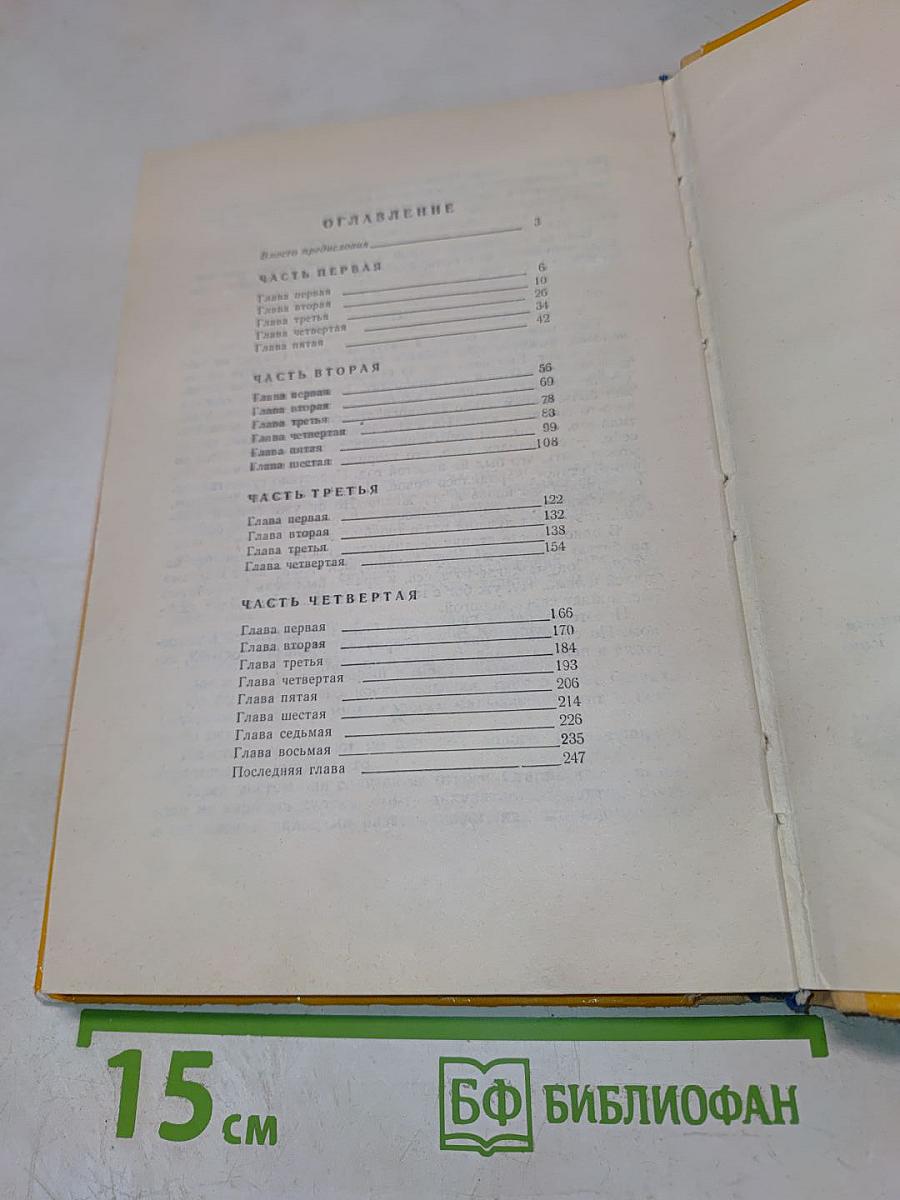 ОГЛАВЛЕНИЕ
Вместо предисловия 3
ЧАСТЬ ПЕРВАЯ
Глава первая 6
Глава вторая 10
Глава третья 26
Глава четвертая 34
Глава пятая 42
ЧАСТЬ ВТОРАЯ
Глава первая 56
Глава вторая 69
Глава третья 78
Глава четвертая 83
Глава пятая 99
Глава шестая 108
ЧАСТЬ ТРЕТЬЯ
Глава первая 122
Глава вторая 132
Глава третья 138
Глава четвертая 154
ЧАСТЬ ЧЕТВЕРТАЯ
Глава первая 166
Глава вторая 170
Глава третья 184
Глава четвертая 193
Глава пятая 206
Глава шестая 214
Глава седьмая 226
Глава восьмая 235
Последняя глава 247
15 см
БФ БИБЛИОФАН